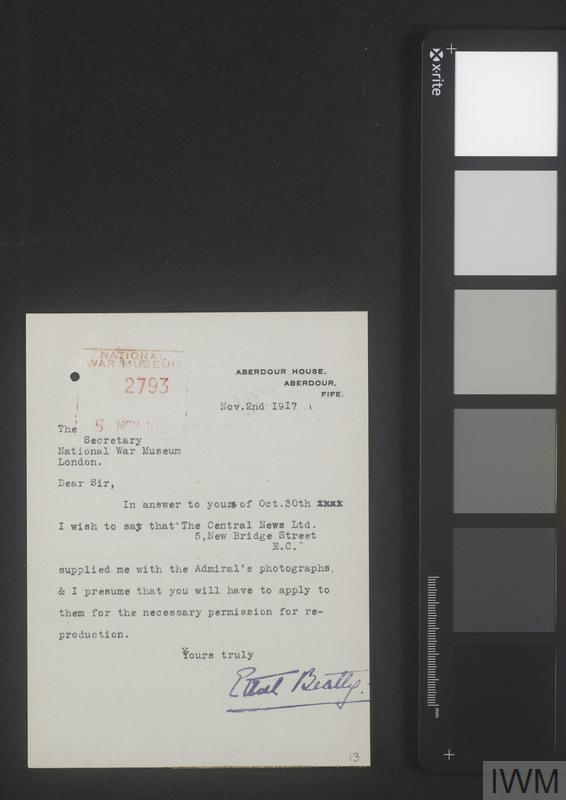 x·rite
NATIONAL
WAR MUSEUM
2793
5 NOV 1917
ABERDOUR HOUSE,
ABERDOUR,
FIFE.
Nov.2nd 1917
The
Secretary
National War Museum
London.
Dear Sir,
In answer to yours of Oct.30th xxxx
I wish to say that "The Central News Ltd.
5,New Bridge Street
E.C."
supplied me with the Admiral's photographs,
& I presume that you will have to apply to
them for the necessary permission for re-
production.
Yours truly
Ethel Beatty.
13
mm
IWM